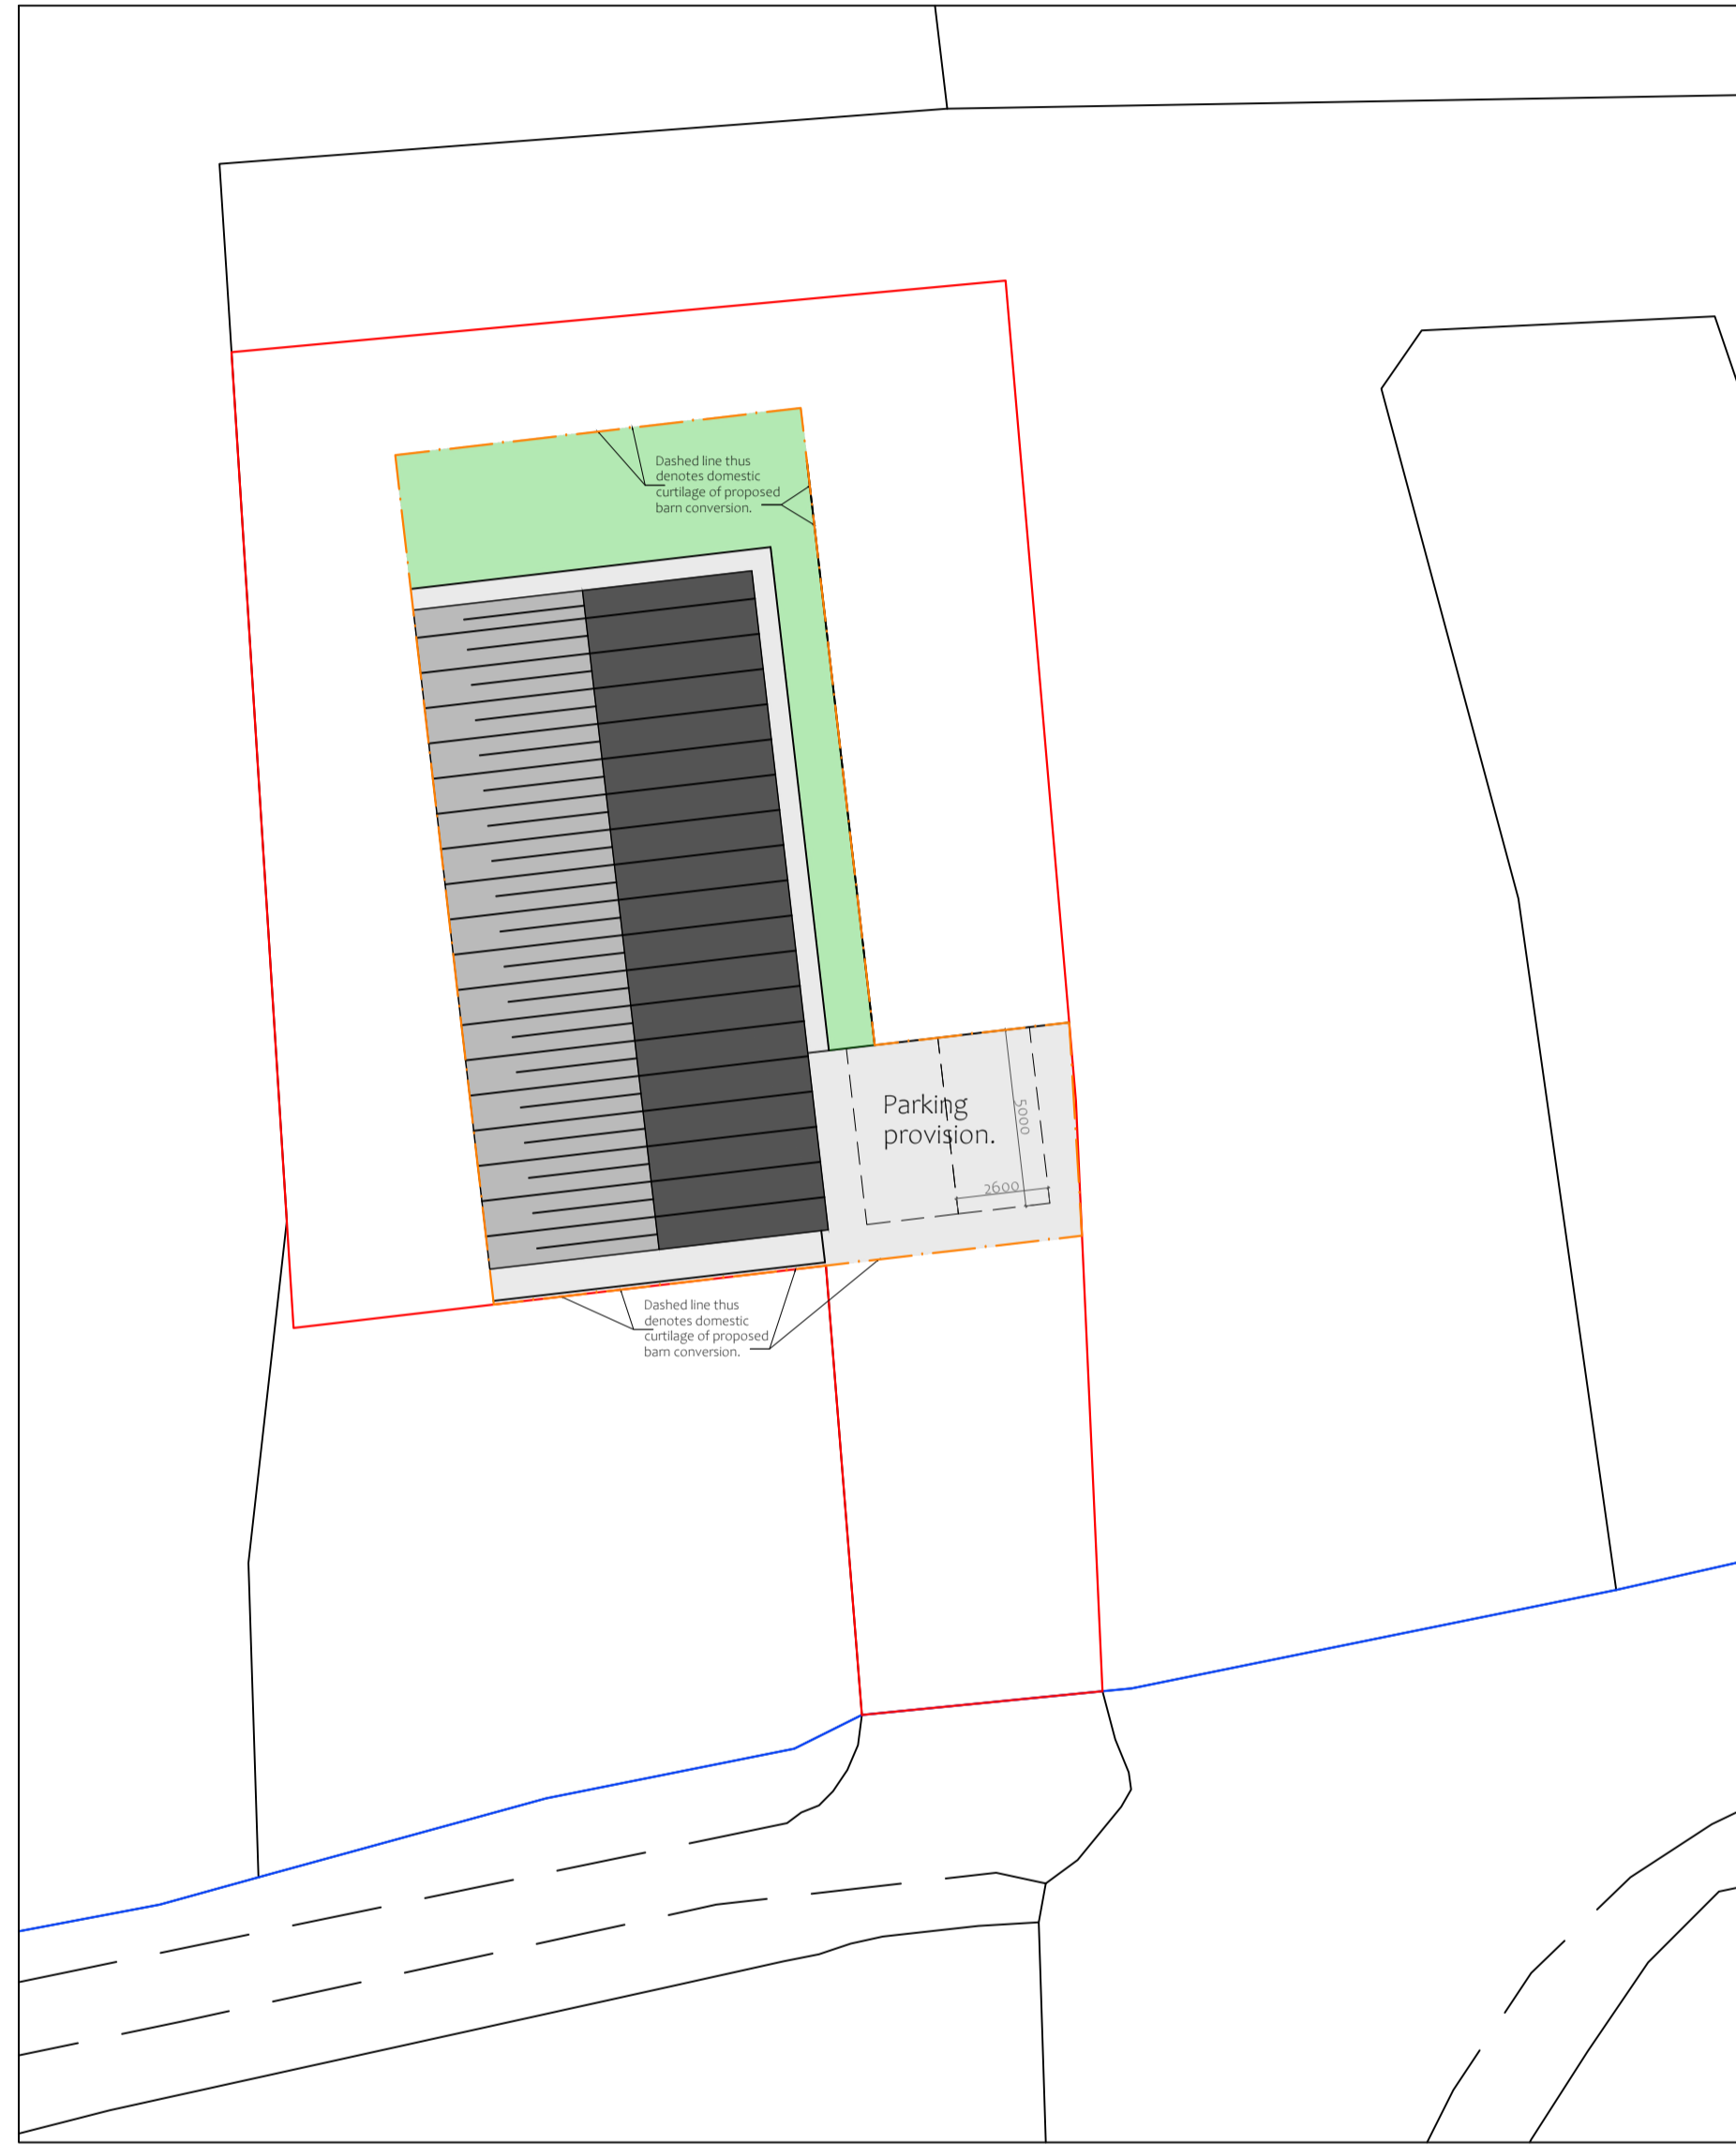 Dashed line thus
denotes domestic
curtilage of proposed
barn conversion.
Parking
provision.
5000
2600
Dashed line thus
denotes domestic
curtilage of proposed
barn conversion.